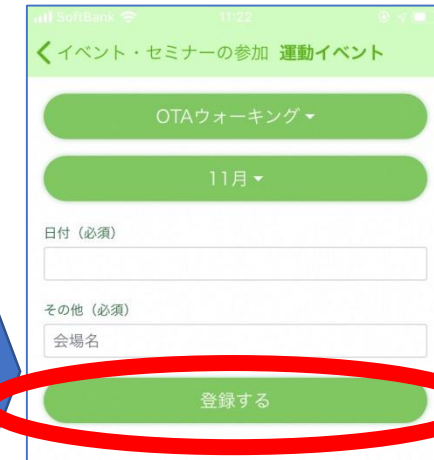 SoftBank 11:22
イベント・セミナーの参加 運動イベント
OTAウォーキング
11月
日付（必須）
その他（必須）
会場名
登録する